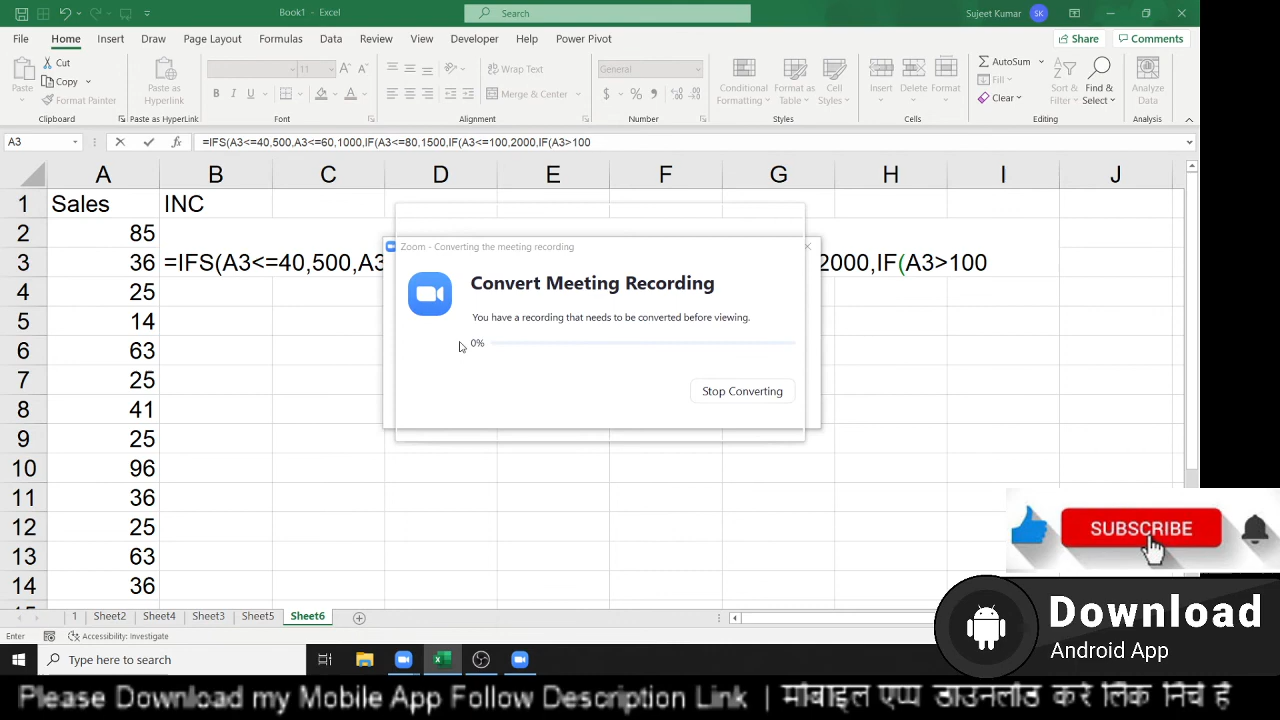 Book1 - Excel
Search
Sujeet Kumar
SK
File Home Insert Draw Page Layout Formulas Data Review View Developer Help Power Pivot
Share
Comments
Paste
Cut
Copy
Format Painter
Clipboard
Paste as Hyperlink
Paste as Hyperlink
11
B I U
Font
Wrap Text
Merge & Center
Alignment
General
$ % ,
Number
Conditional Formatting
Format as Table
Cell Styles
Styles
Insert Delete Format
Cells
AutoSum
Fill
Clear
Sort & Filter
Find & Select
Editing
Analyze Data
Analysis
A3
fx
=IFS(A3<=40,500,A3<=60,1000,IF(A3<=80,1500,IF(A3<=100,2000,IF(A3>100
A B C D E F G H I J
1 Sales INC
2 85
3 36 =IFS(A3<=40,500,A3 2000,IF(A3>100
4 25
5 14
6 63
7 25
8 41
9 25
10 96
11 36
12 25
13 63
14 36
Zoom - Converting the meeting recording
Convert Meeting Recording
You have a recording that needs to be converted before viewing.
0%
Stop Converting
SUBSCRIBE
Download
Android App
1 Sheet2 Sheet4 Sheet3 Sheet5 Sheet6
Enter
Accessibility: Investigate
Type here to search
Please Download my Mobile App Follow Description Link | मोबाइल एप्प डाउनलोड करे लिंक निचे है